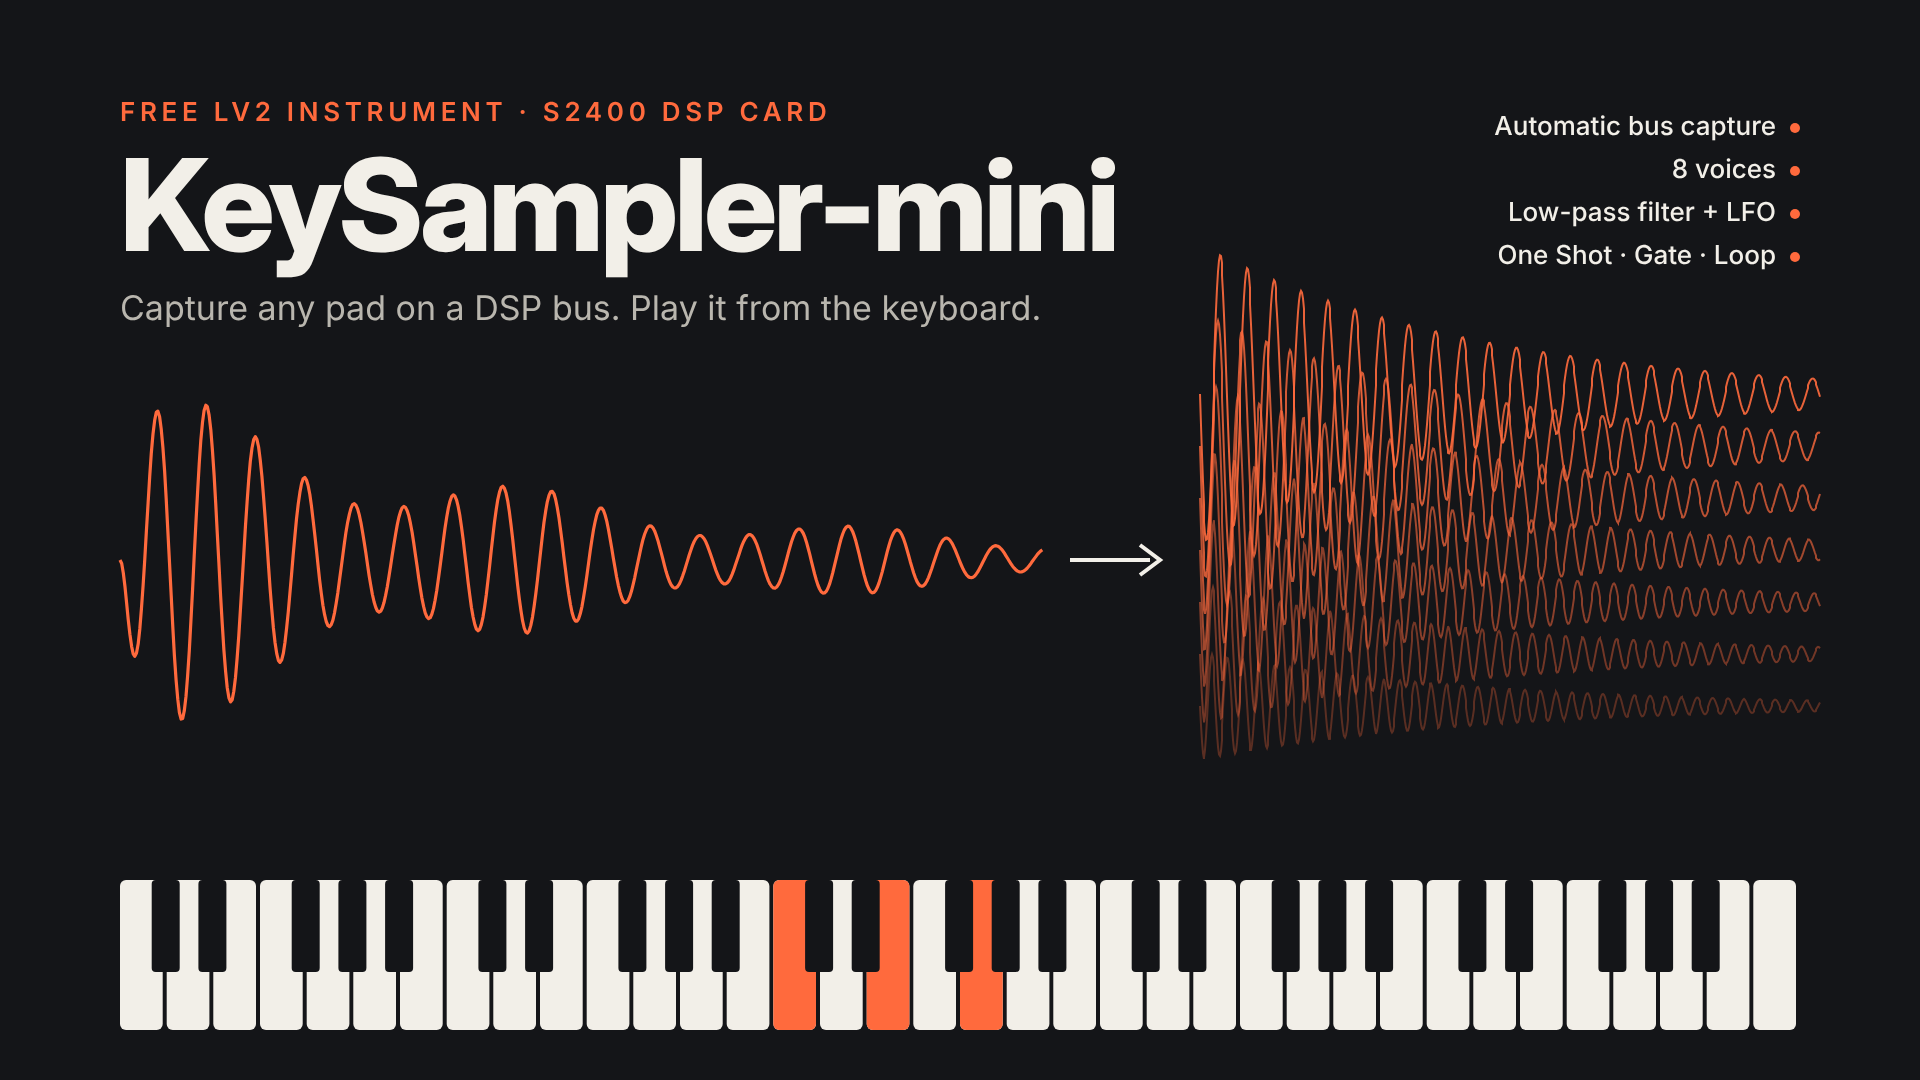 FREE LV2 INSTRUMENT · S2400 DSP CARD
KeySampler-mini
Capture any pad on a DSP bus. Play it from the keyboard.
Automatic bus capture
8 voices
Low-pass filter + LFO
One Shot · Gate · Loop